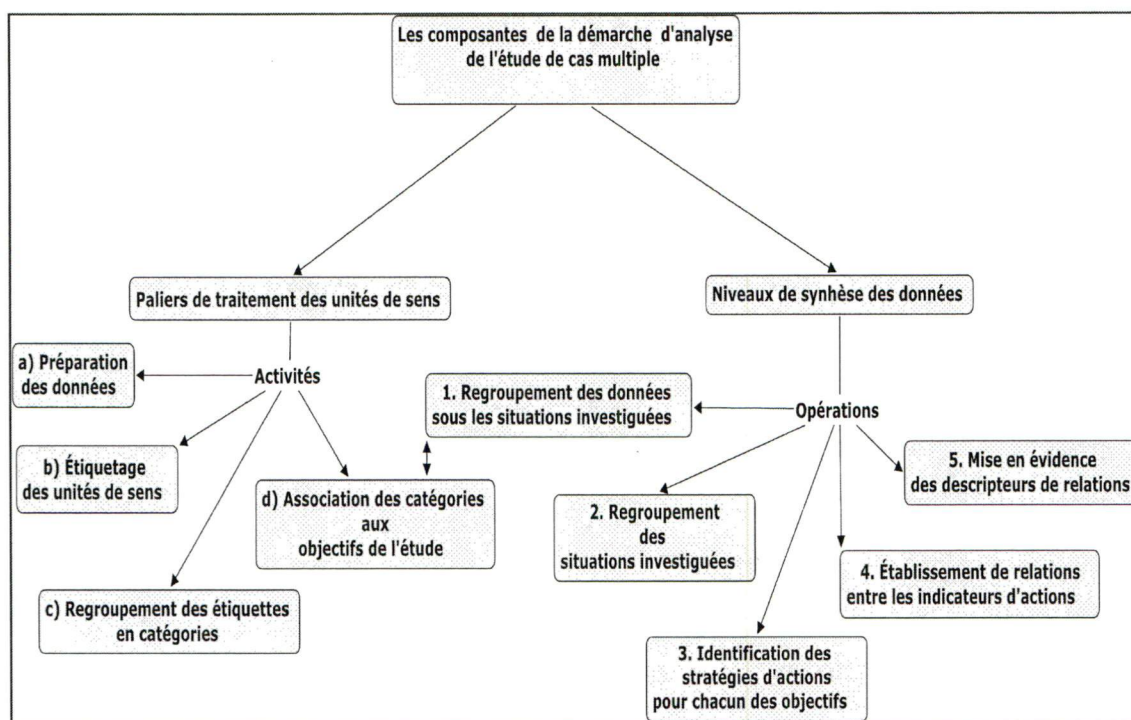 Les composantes de la démarche d'analyse
de l'étude de cas multiple
Paliers de traitement des unités de sens
Activités
a) Préparation
des données
b) Étiquetage
des unités de sens
c) Regroupement des étiquettes
en catégories
d) Association des catégories
aux
objectifs de l'étude
Niveaux de synhèse des données
Opérations
1. Regroupement des données
sous les situations investiguées
2. Regroupement
des
situations investiguées
3. Identification des
stratégies d'actions
pour chacun des objectifs
4. Établissement de relations
entre les indicateurs d'actions
5. Mise en évidence
des descripteurs de relations